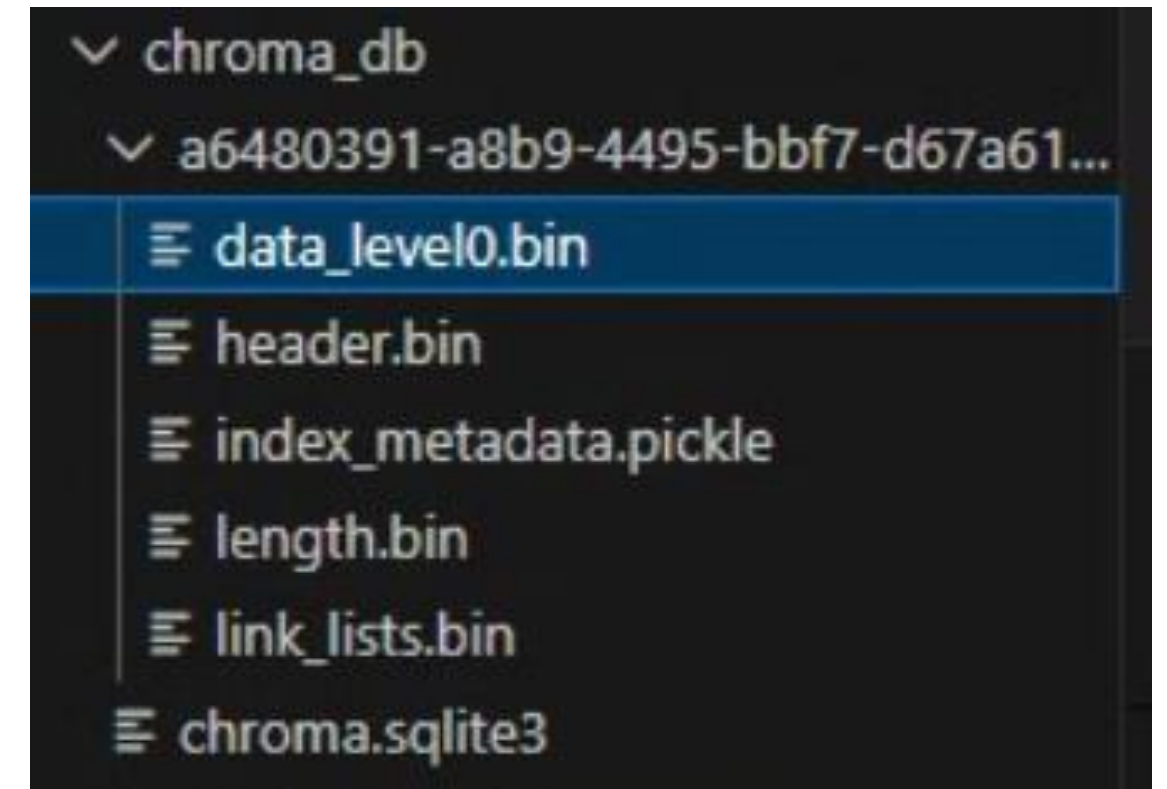 chroma_db
a6480391-a8b9-4495-bbf7-d67a61...
data_level0.bin
header.bin
index_metadata.pickle
length.bin
link_lists.bin
chroma.sqlite3